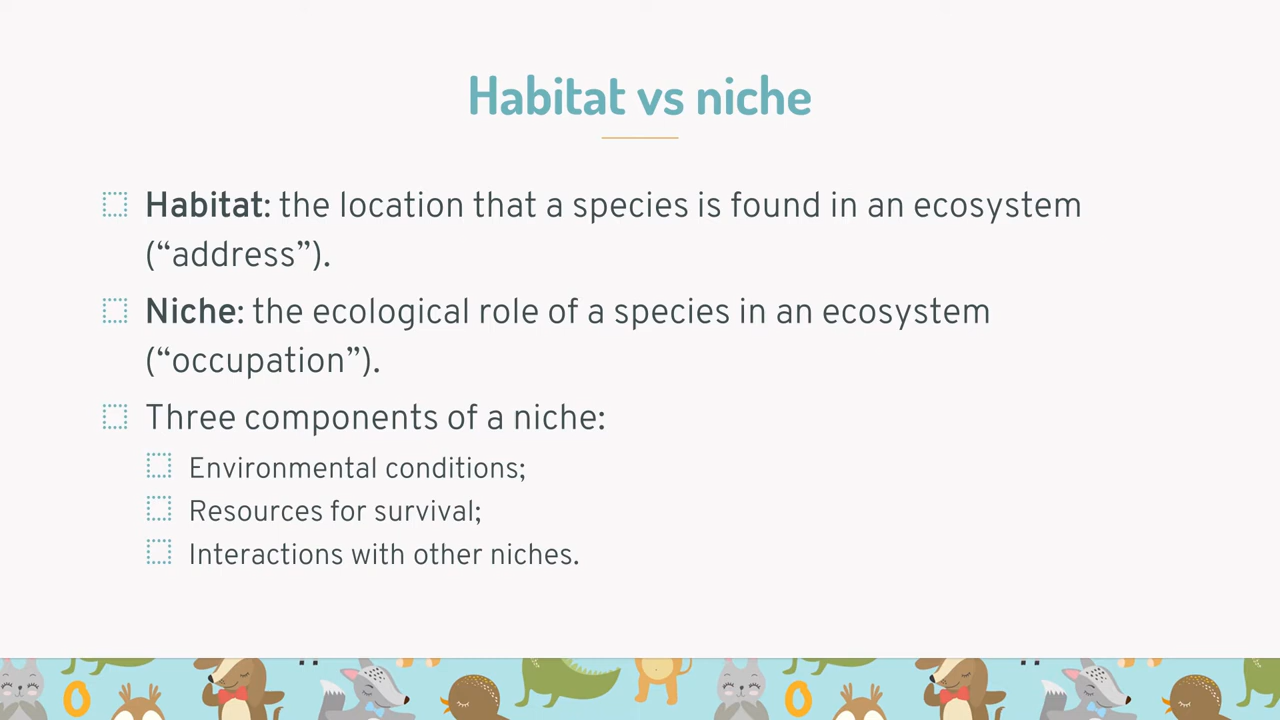 Habitat vs niche
Habitat: the location that a species is found in an ecosystem
(“address”).
Niche: the ecological role of a species in an ecosystem
(“occupation”).
Three components of a niche:
Environmental conditions;
Resources for survival;
Interactions with other niches.